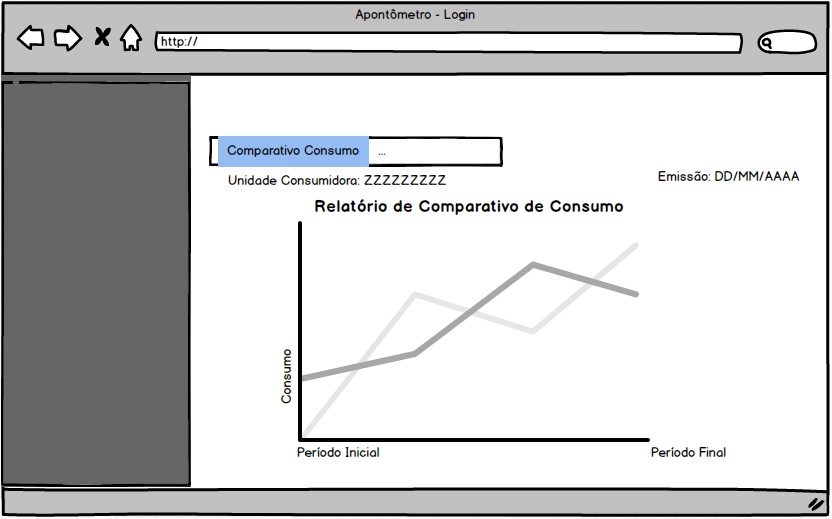 Apontômetro - Login
http://
Comparativo Consumo ...
Unidade Consumidora: ZZZZZZZZZ
Emissão: DD/MM/AAAA
Relatório de Comparativo de Consumo
Consumo
Período Inicial
Período Final